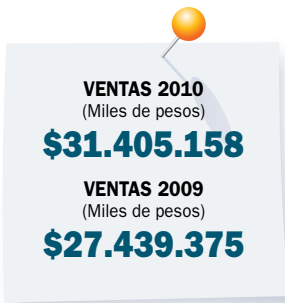 VENTAS 2010
(Miles de pesos)
$31.405.158
VENTAS 2009
(Miles de pesos)
$27.439.375